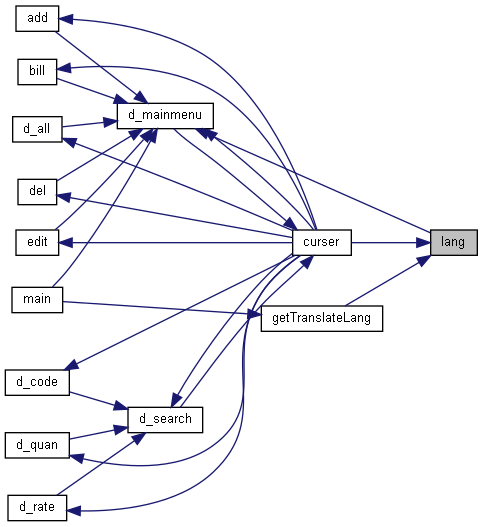 add
bill
d_mainmenu
d_all
del
edit
curser
lang
main
getTranslateLang
d_code
d_search
d_quan
d_rate